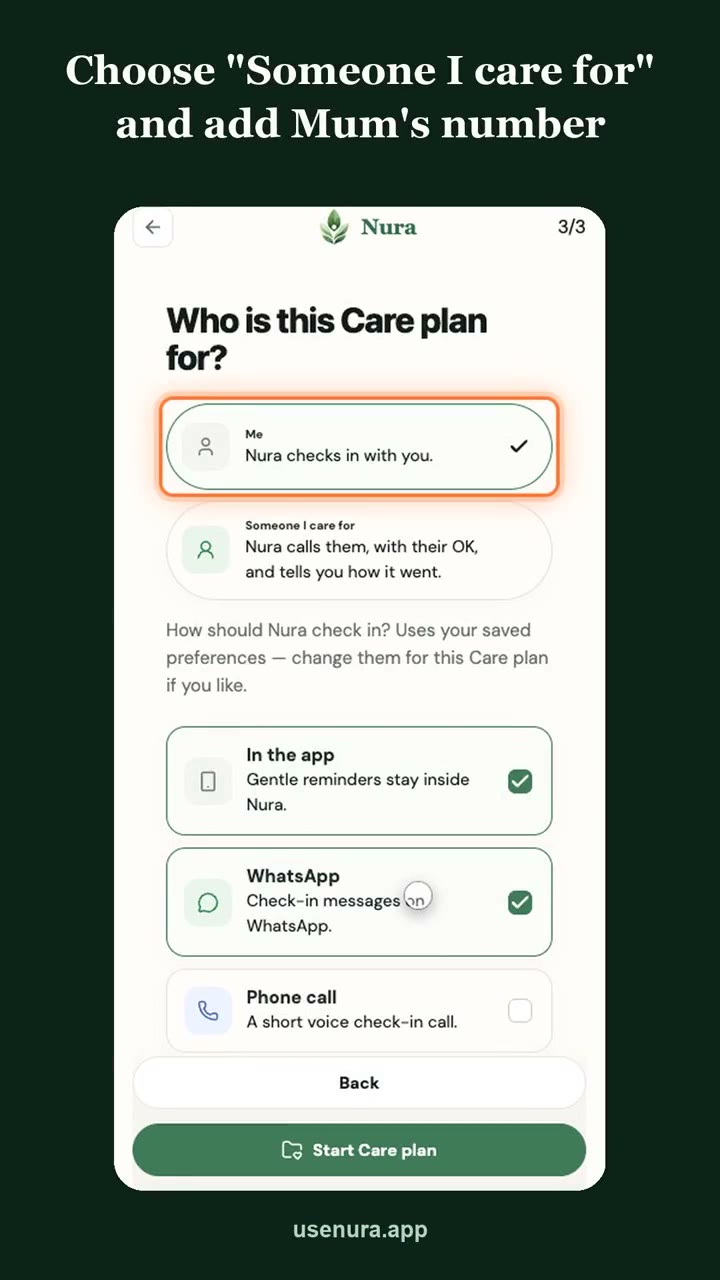 Choose "Someone I care for"
and add Mum's number
Nura
3/3
Who is this Care plan
for?
Me
Nura checks in with you.
Someone I care for
Nura calls them, with their OK,
and tells you how it went.
How should Nura check in? Uses your saved
preferences — change them for this Care plan
if you like.
In the app
Gentle reminders stay inside
Nura.
WhatsApp
Check-in messages on
WhatsApp.
Phone call
A short voice check-in call.
Back
Start Care plan
usenura.app